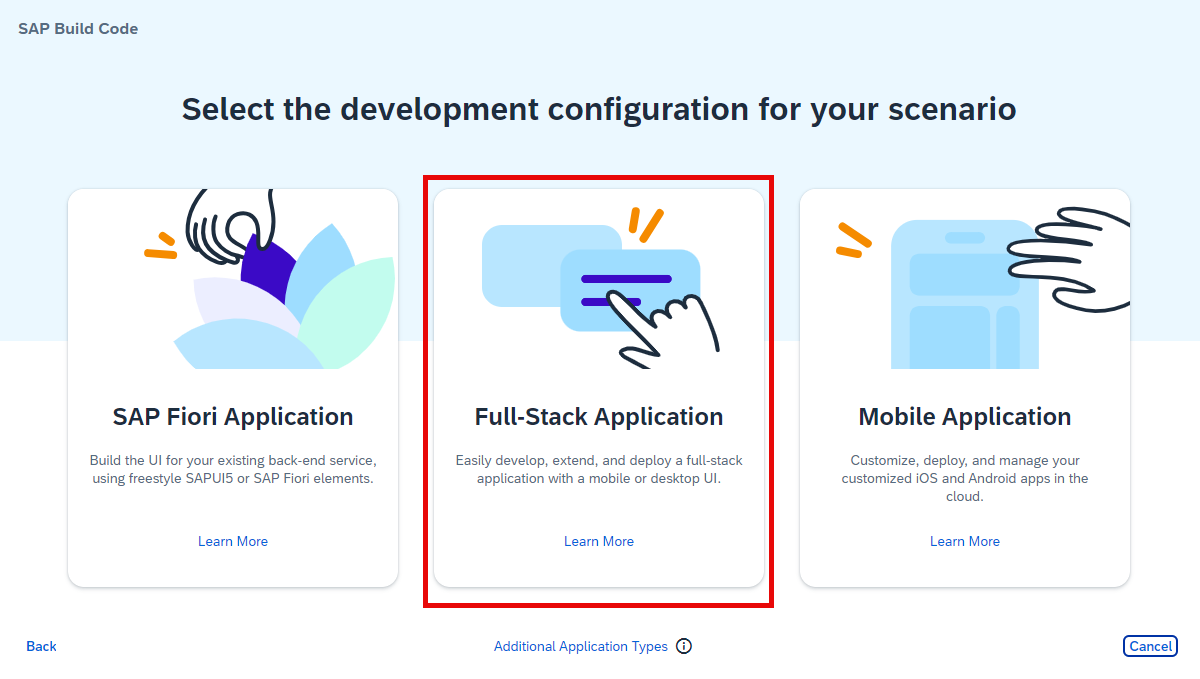 SAP Build Code
Select the development configuration for your scenario
SAP Fiori Application
Build the UI for your existing back-end service,
using freestyle SAPUI5 or SAP Fiori elements.
Learn More
Full-Stack Application
Easily develop, extend, and deploy a full-stack
application with a mobile or desktop UI.
Learn More
Mobile Application
Customize, deploy, and manage your
customized iOS and Android apps in the
cloud.
Learn More
Back
Additional Application Types
Cancel